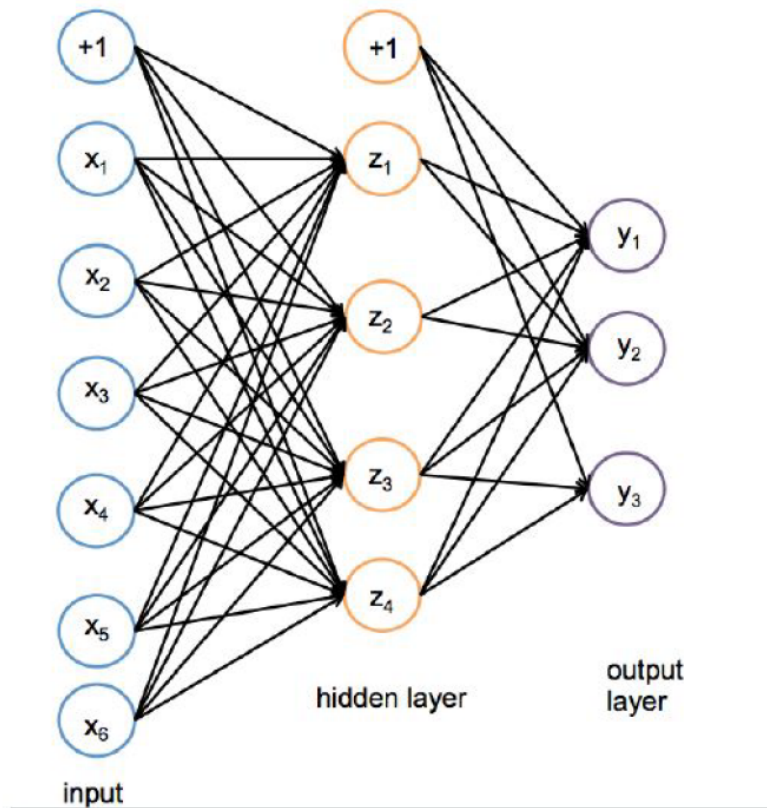 +1
x1
x2
x3
x4
x5
x6
input
+1
z1
z2
z3
z4
hidden layer
y1
y2
y3
output
layer